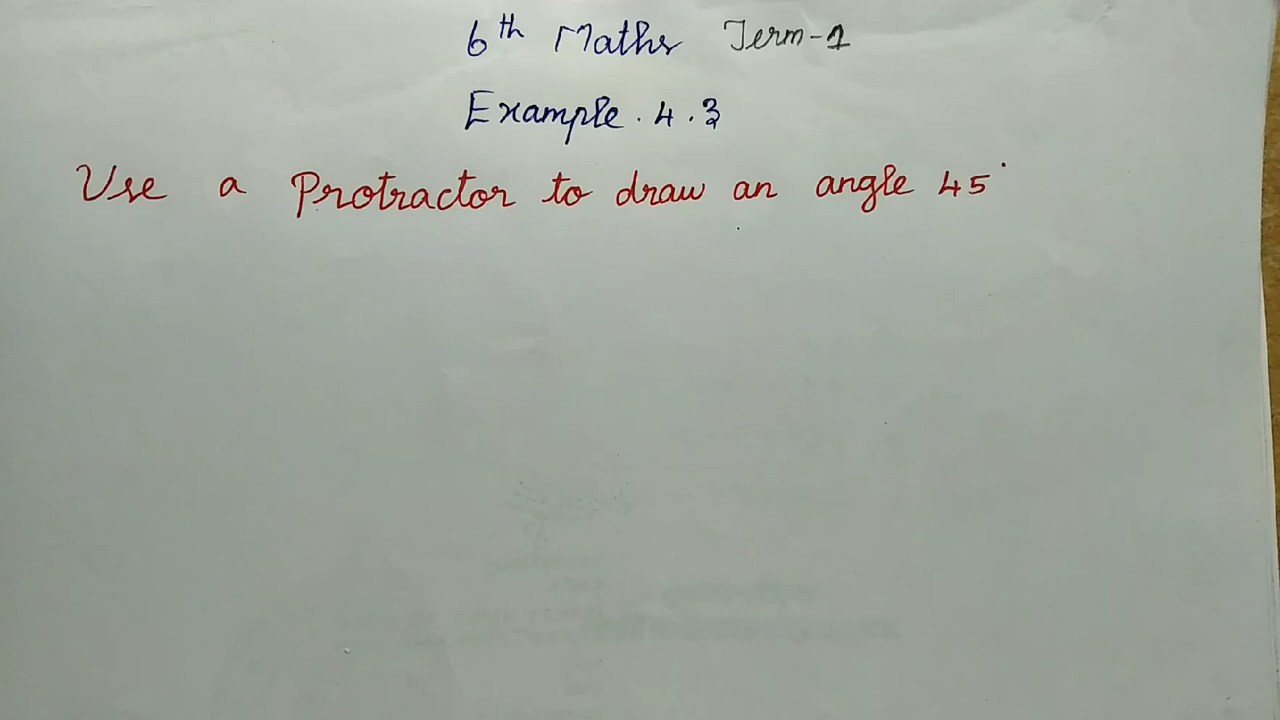 6th Maths Term-1
Example. 4.3
Use a Protractor to draw an angle 45°